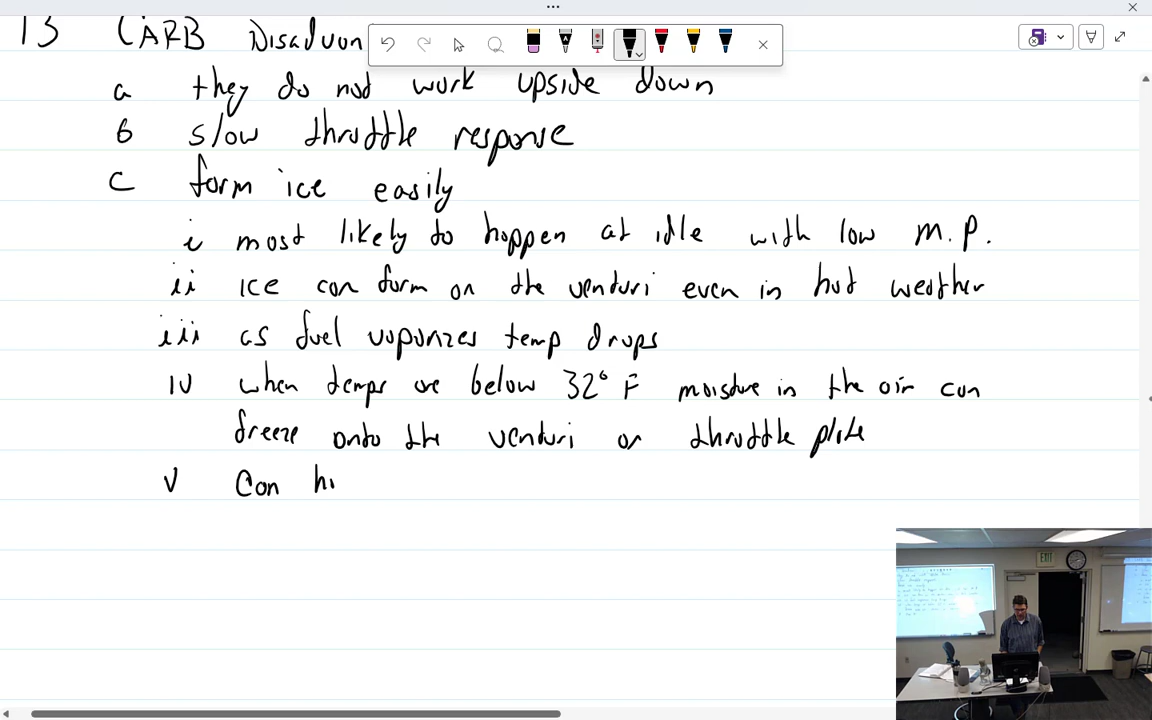 13 CARB Disadvan
a they do not work upside down
b slow throttle response
c form ice easily
i most likely to happen at idle with low m.p.
ii ice can form on the venturi even in hot weather
iii as fuel vaporizes temp drops
iv when temps are below 32° F moisture in the air can
freeze onto the venturi or throttle plate
v Can hi
EXIT